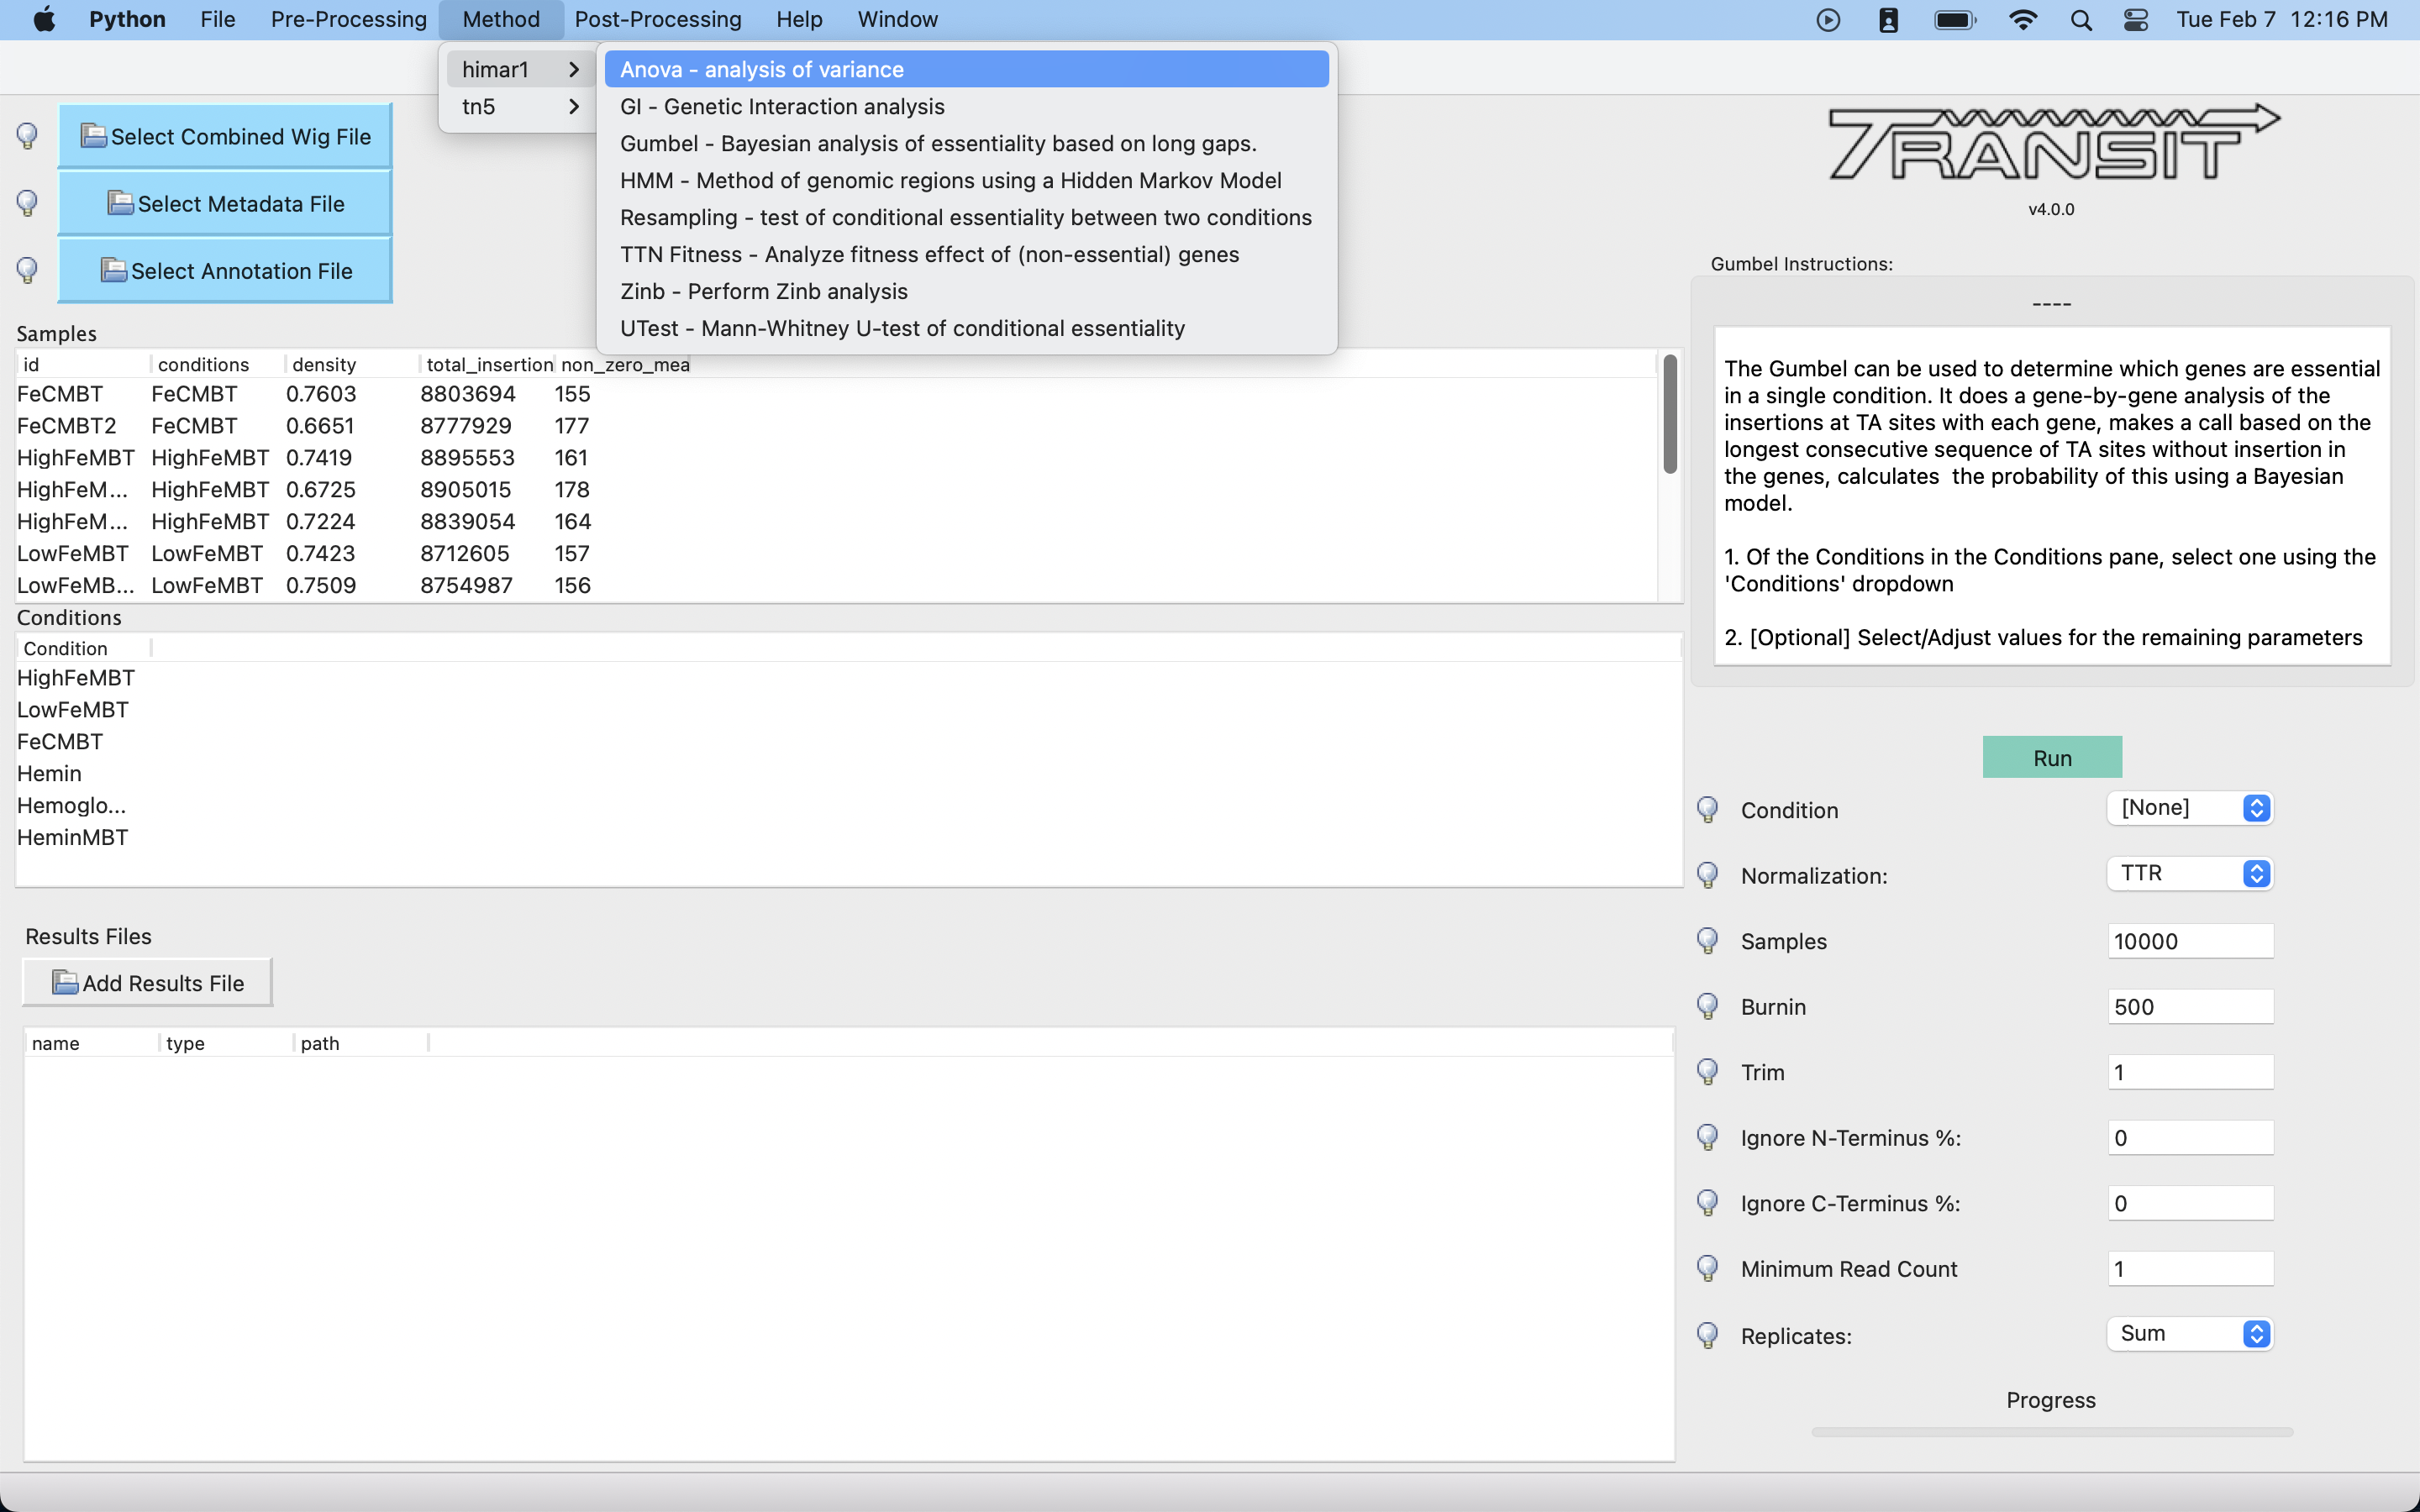 Python File Pre-Processing Method Post-Processing Help Window Tue Feb 7 12:16 PM
himar1
tn5
Anova - analysis of variance
GI - Genetic Interaction analysis
Gumbel - Bayesian analysis of essentiality based on long gaps.
HMM - Method of genomic regions using a Hidden Markov Model
Resampling - test of conditional essentiality between two conditions
TTN Fitness - Analyze fitness effect of (non-essential) genes
Zinb - Perform Zinb analysis
UTest - Mann-Whitney U-test of conditional essentiality
Select Combined Wig File
Select Metadata File
Select Annotation File
Samples
id conditions density total_insertion non_zero_mea
FeCMBT FeCMBT 0.7603 8803694 155
FeCMBT2 FeCMBT 0.6651 8777929 177
HighFeMBT HighFeMBT 0.7419 8895553 161
HighFeM... HighFeMBT 0.6725 8905015 178
HighFeM... HighFeMBT 0.7224 8839054 164
LowFeMBT LowFeMBT 0.7423 8712605 157
LowFeMB... LowFeMBT 0.7509 8754987 156
Conditions
Condition
HighFeMBT
LowFeMBT
FeCMBT
Hemin
Hemoglo...
HeminMBT
Results Files
Add Results File
name type path
TRANSIT
v4.0.0
Gumbel Instructions:
----
The Gumbel can be used to determine which genes are essential
in a single condition. It does a gene-by-gene analysis of the
insertions at TA sites with each gene, makes a call based on the
longest consecutive sequence of TA sites without insertion in
the genes, calculates  the probability of this using a Bayesian
model.
1. Of the Conditions in the Conditions pane, select one using the
'Conditions' dropdown
2. [Optional] Select/Adjust values for the remaining parameters
Run
Condition [None]
Normalization: TTR
Samples 10000
Burnin 500
Trim 1
Ignore N-Terminus %: 0
Ignore C-Terminus %: 0
Minimum Read Count 1
Replicates: Sum
Progress